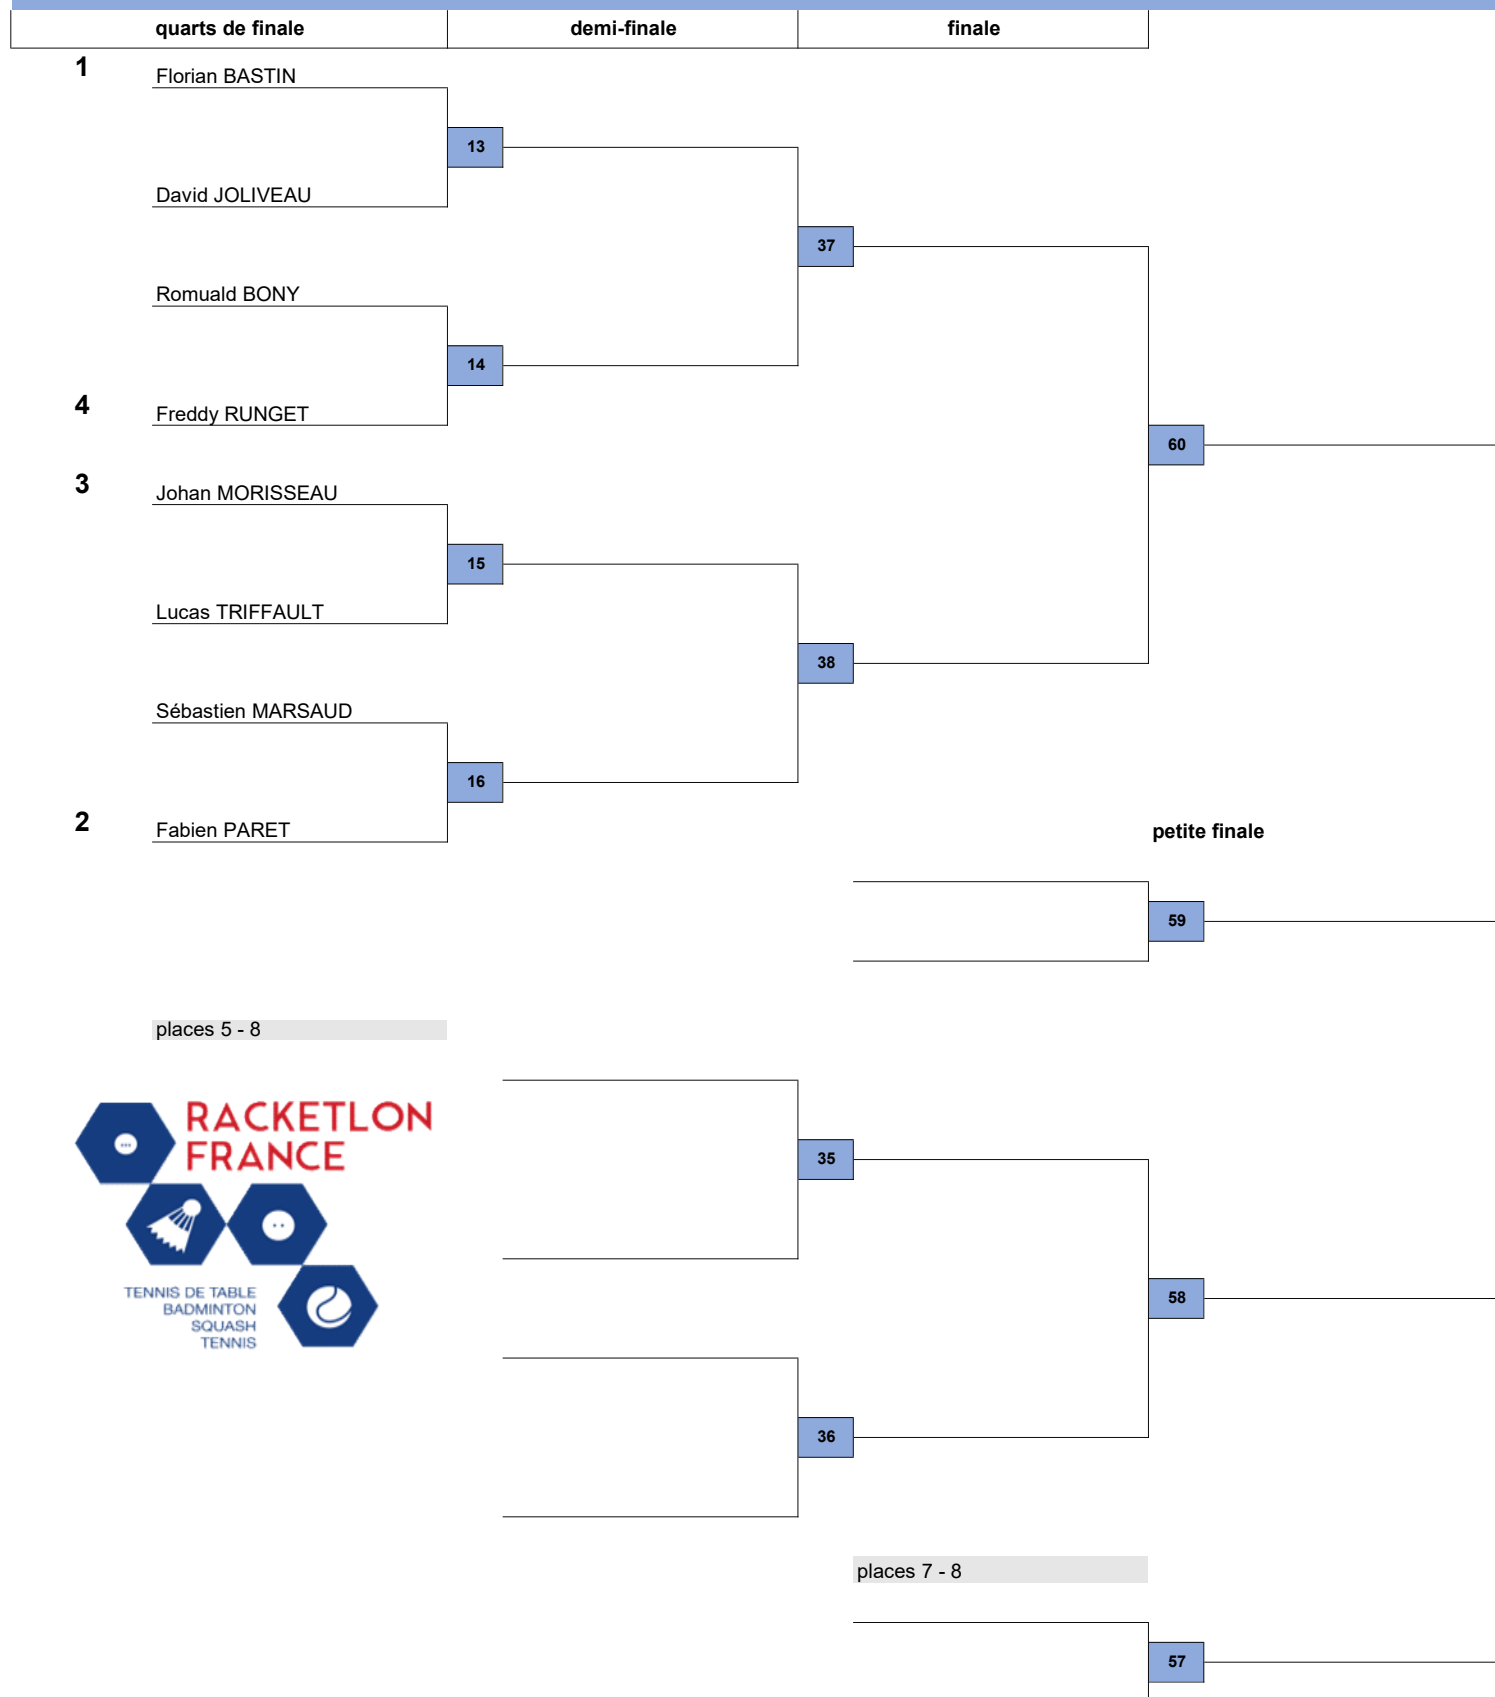 quarts de finale demi-finale finale
1 Florian BASTIN
13
David JOLIVEAU
37
Romuald BONY
14
4 Freddy RUNGET
60
3 Johan MORISSEAU
15
Lucas TRIFFAULT
38
Sébastien MARSAUD
16
2 Fabien PARET petite finale
59
places 5 - 8
RACKETLON
FRANCE
35
TENNIS DE TABLE
BADMINTON
SQUASH
TENNIS
58
36
places 7 - 8
57